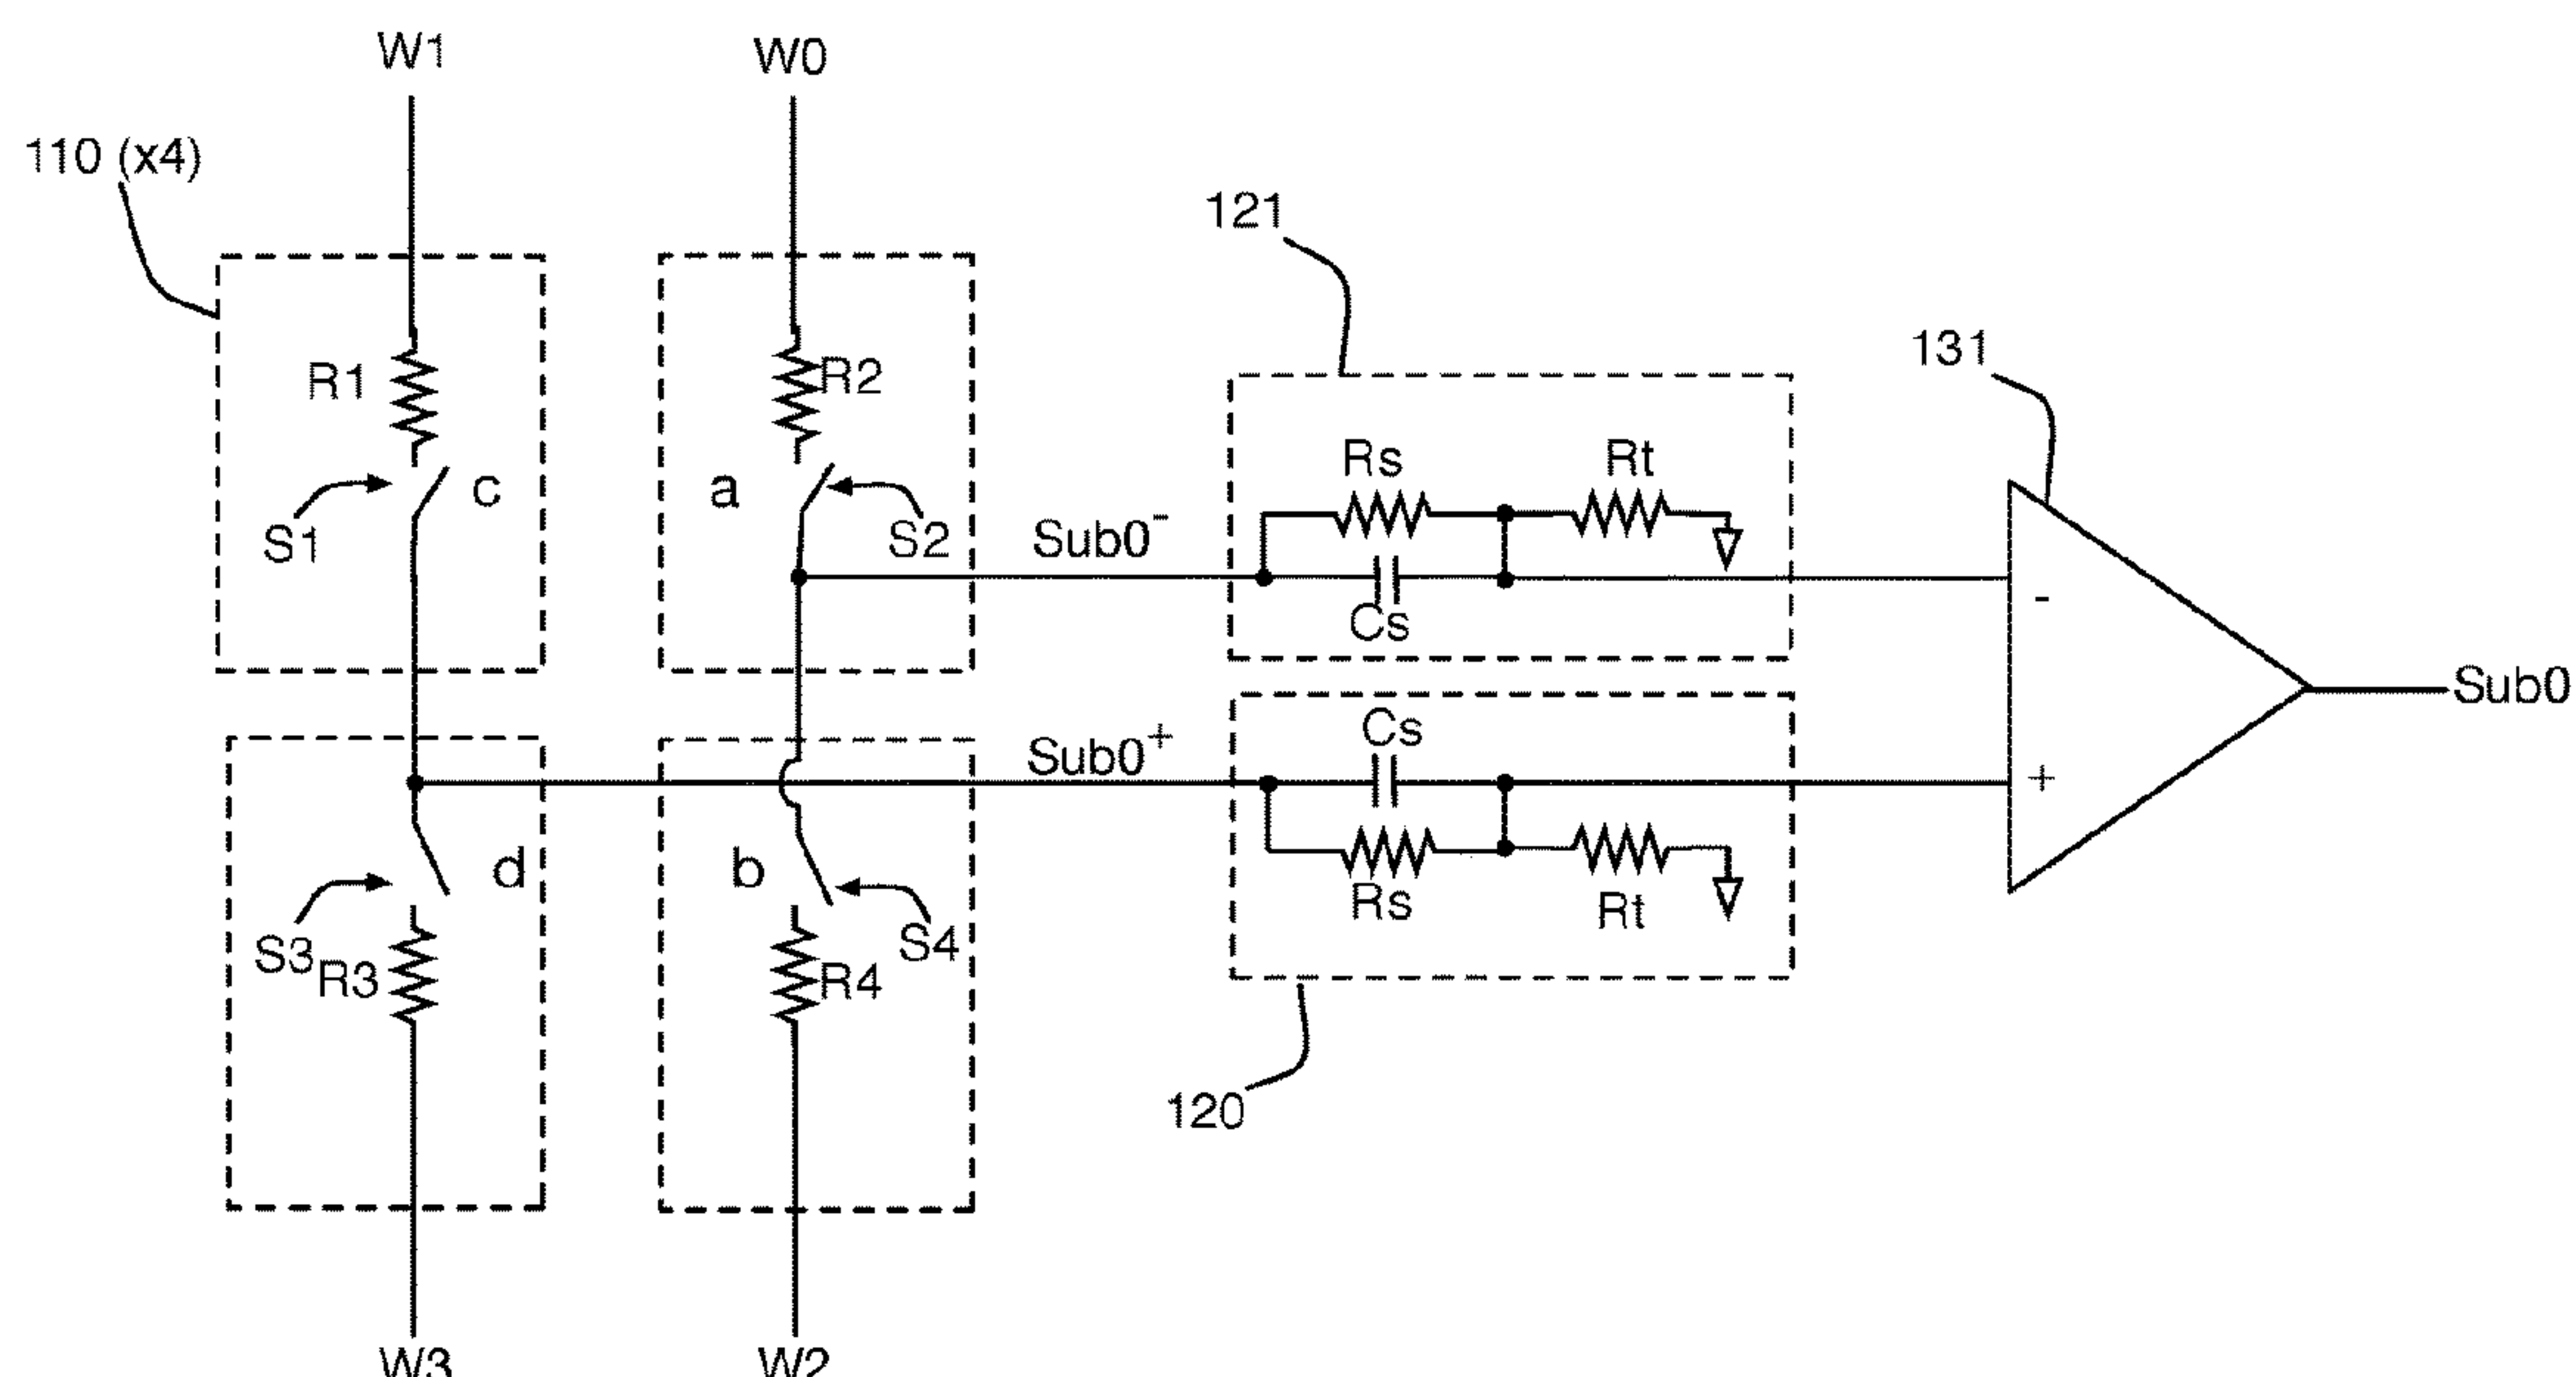 W1
W0
110 (x4)
121
131
R1
R2
Rs
Rt
S1
c
a
S2
Sub0⁻
Cs
-
Sub0
Sub0⁺
Cs
+
d
b
S3
R3
S4
R4
Rs
Rt
120
W3
W2